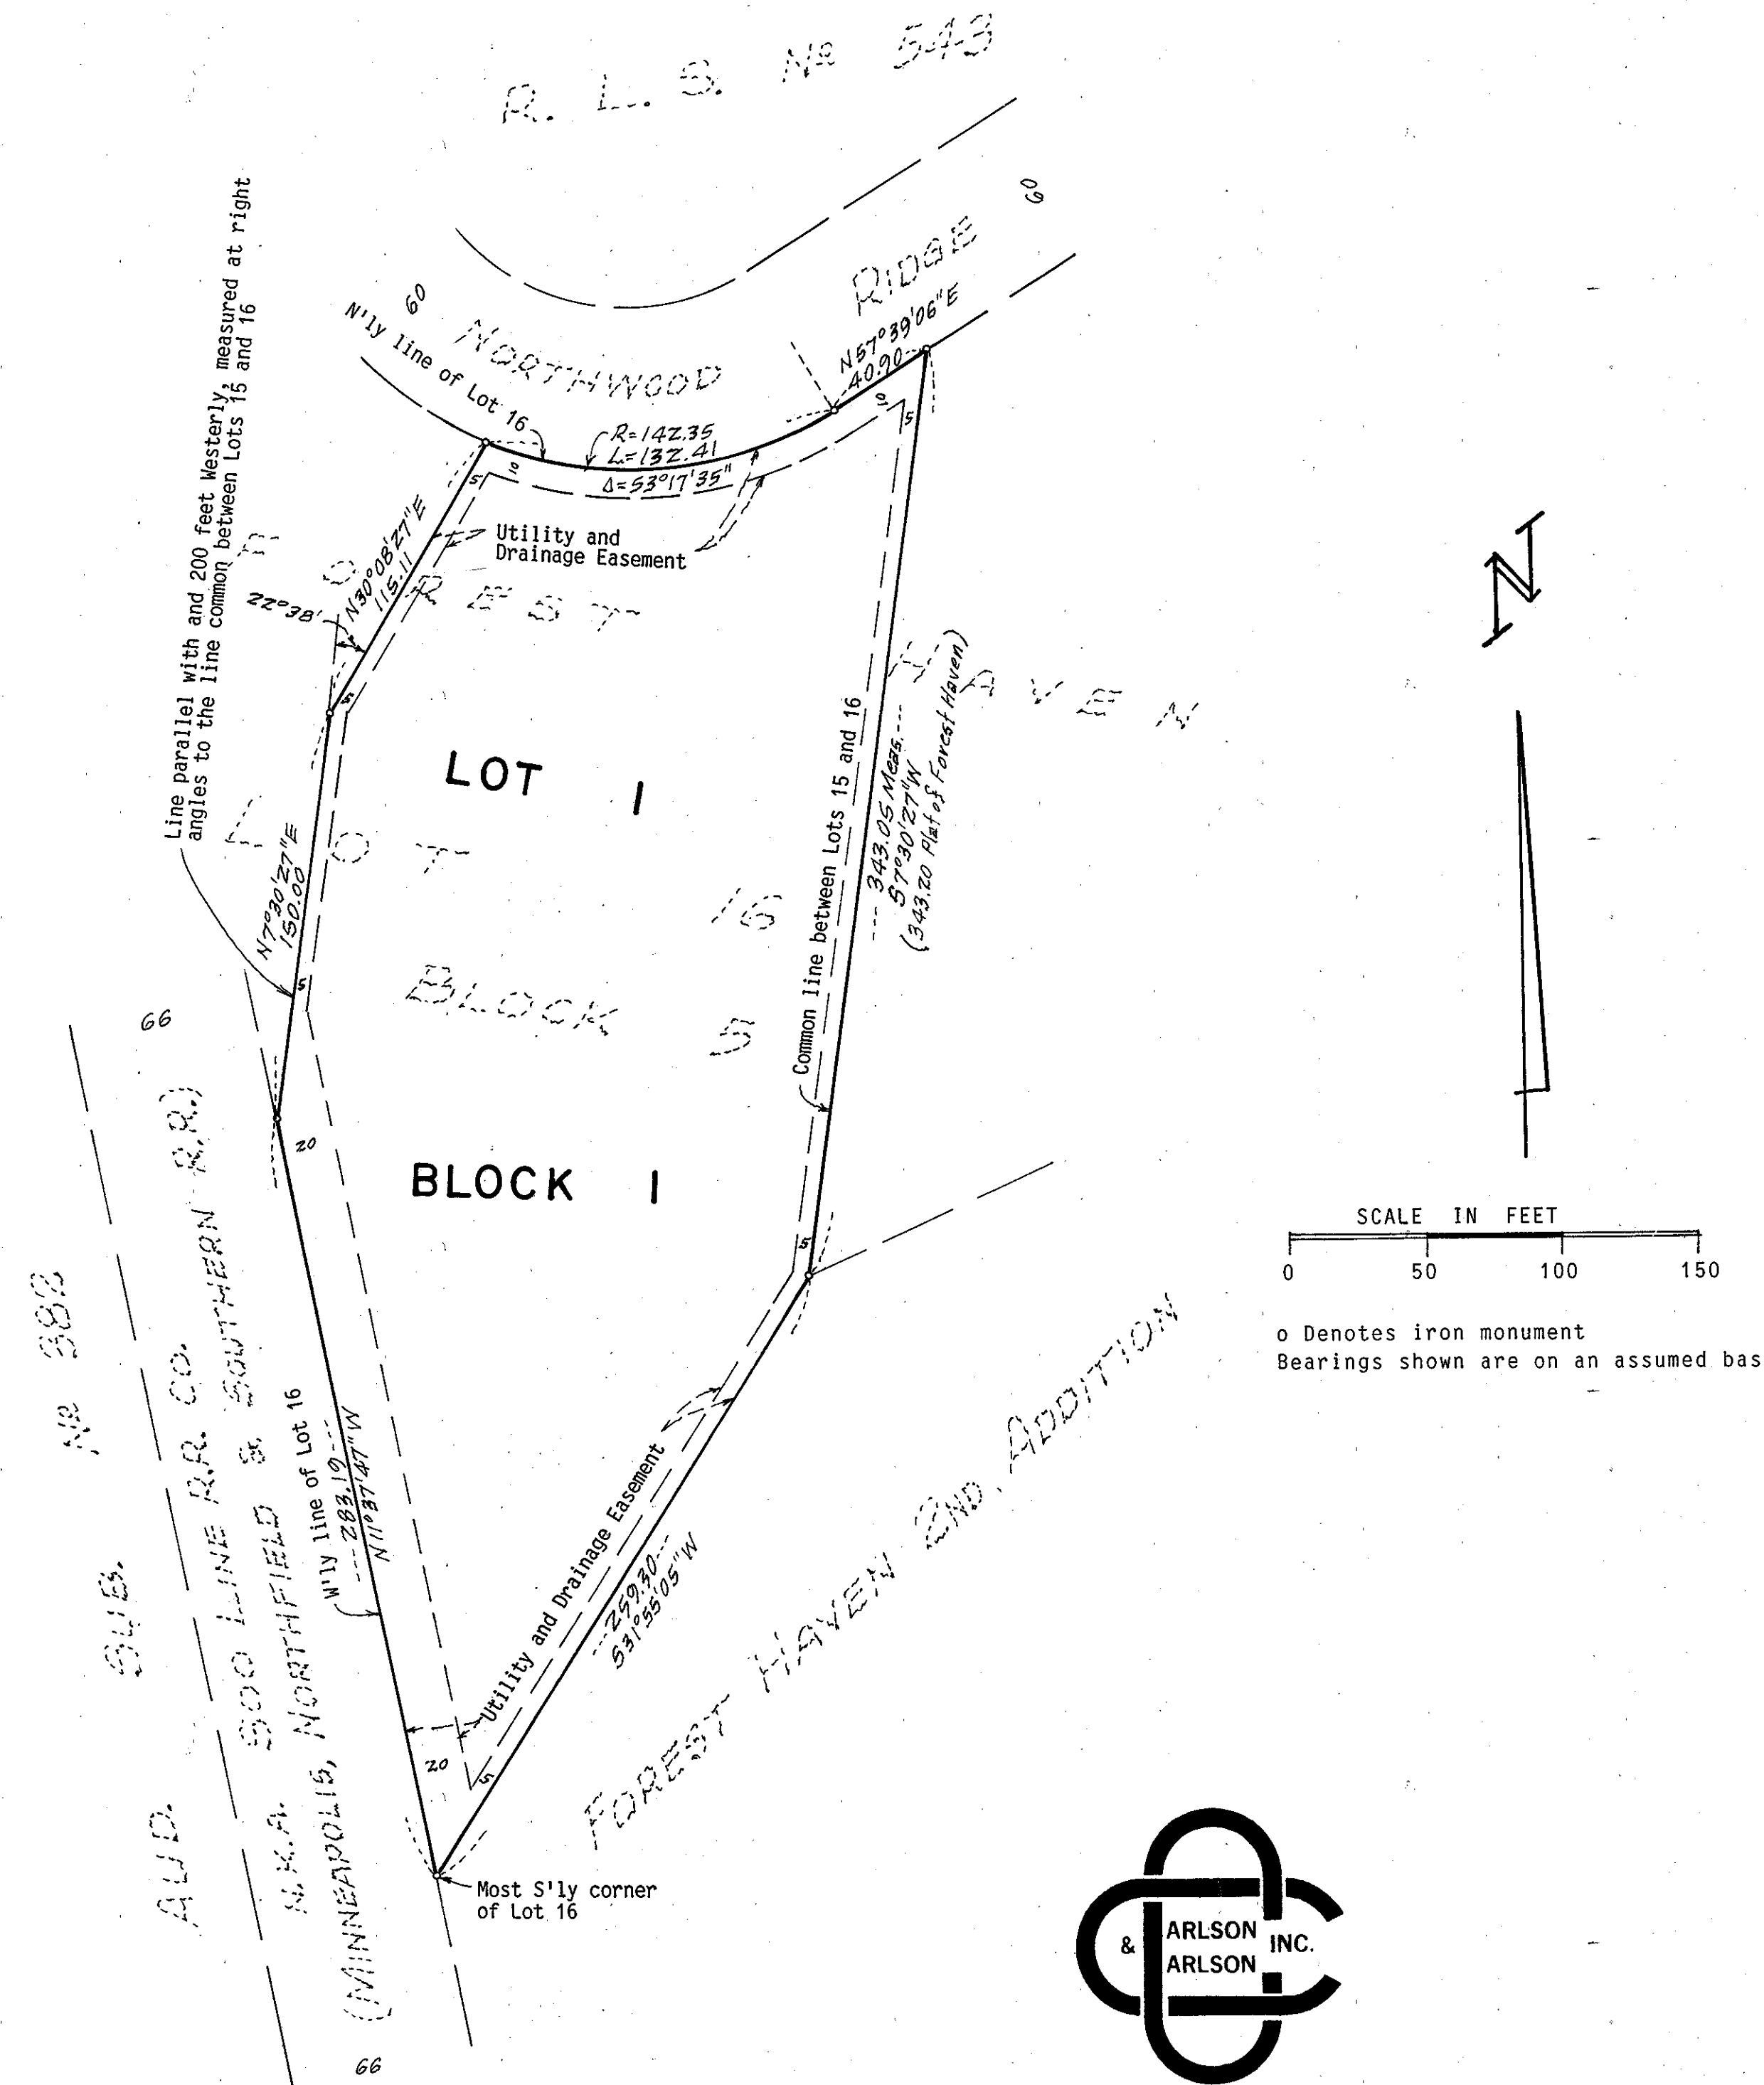 R. L. S. Nº 543
60
RIDGE
60
NORTHWOOD
N'ly line of Lot 16
N57°39'06"E
40.90
R=142.35
L=132.41
Δ=53°17'35"
10
5
10
5
Line parallel with and 200 feet Westerly, measured at right
angles to the line common between Lots 15 and 16
Utility and
Drainage Easement
N30°08'27"E
115.11
22°38'
5
FOREST
HAVEN
LOT 1
LOT
16
BLOCK
5
N7°30'27"E
150.00
5
Common line between Lots 15 and 16
343.05 Meas.
S7°30'27"W
(343.20 Plat of Forest Haven)
N
66
20
BLOCK 1
5
SCALE IN FEET
0 50 100 150
o Denotes iron monument
Bearings shown are on an assumed bas
AUD. SUB. Nº 382
SOO LINE R.R. CO.
N.K.A. NORTHFIELD & SOUTHERN R.R.)
(MINNEAPOLIS,
W'ly line of Lot 16
283.19
N11°37'47"W
Utility and Drainage Easement
259.30
S31°55'05"W
FOREST HAVEN 2ND. ADDITION
20
5
Most S'ly corner
of Lot 16
66
& ARLSON INC.
ARLSON